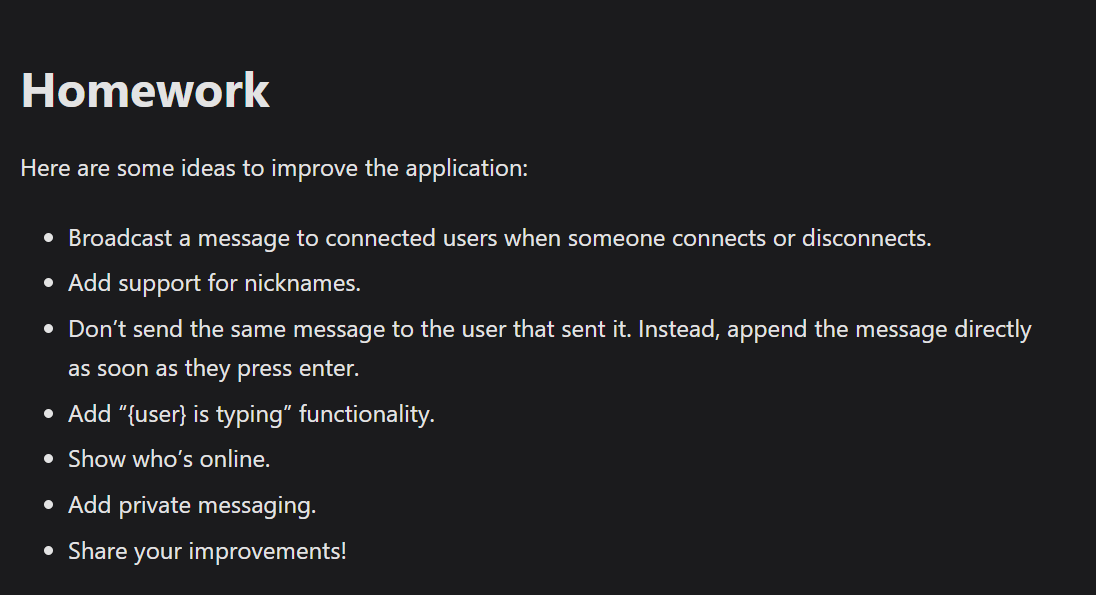 Homework
Here are some ideas to improve the application:
• Broadcast a message to connected users when someone connects or disconnects.
• Add support for nicknames.
• Don’t send the same message to the user that sent it. Instead, append the message directly
as soon as they press enter.
• Add “{user} is typing” functionality.
• Show who’s online.
• Add private messaging.
• Share your improvements!